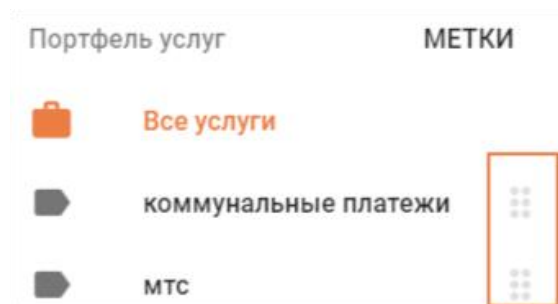 Портфель услуг МЕТКИ
Все услуги
коммунальные платежи
мтс